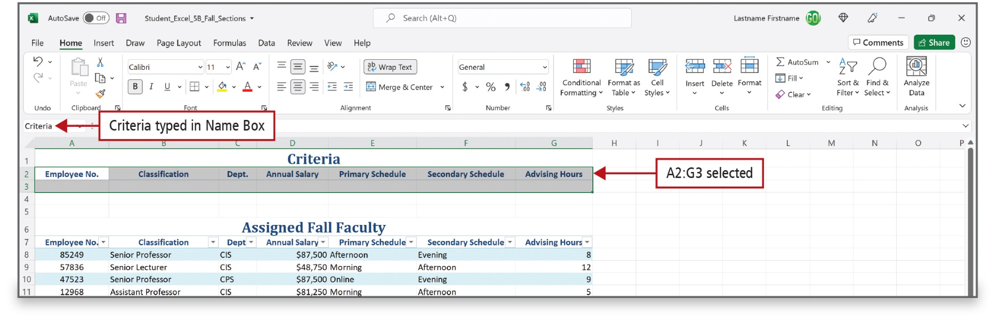 AutoSave Off Student_Excel_5B_Fall_Sections Search (Alt+Q) Lastname Firstname GO!
File Home Insert Draw Page Layout Formulas Data Review View Help Comments Share
Calibri 11 Wrap Text General AutoSum
Paste B I U A Merge & Center $ % Conditional Formatting Format as Table Cell Styles Insert Delete Format Fill Clear Sort & Filter Find & Select Analyze Data
Undo Clipboard Font Alignment Number Styles Cells Editing Analysis
Criteria Criteria typed in Name Box
A B C D E F G H I J K L M N O P
1 Criteria
2 Employee No. Classification Dept. Annual Salary Primary Schedule Secondary Schedule Advising Hours A2:G3 selected
3
4
5
6 Assigned Fall Faculty
7 Employee No. Classification Dept Annual Salary Primary Schedule Secondary Schedule Advising Hours
8 85249 Senior Professor CIS $87,500 Afternoon Evening 8
9 57836 Senior Lecturer CIS $48,750 Morning Afternoon 12
10 47523 Senior Professor CPS $87,500 Online Evening 9
11 12968 Assistant Professor CIS $81,250 Morning Afternoon 5